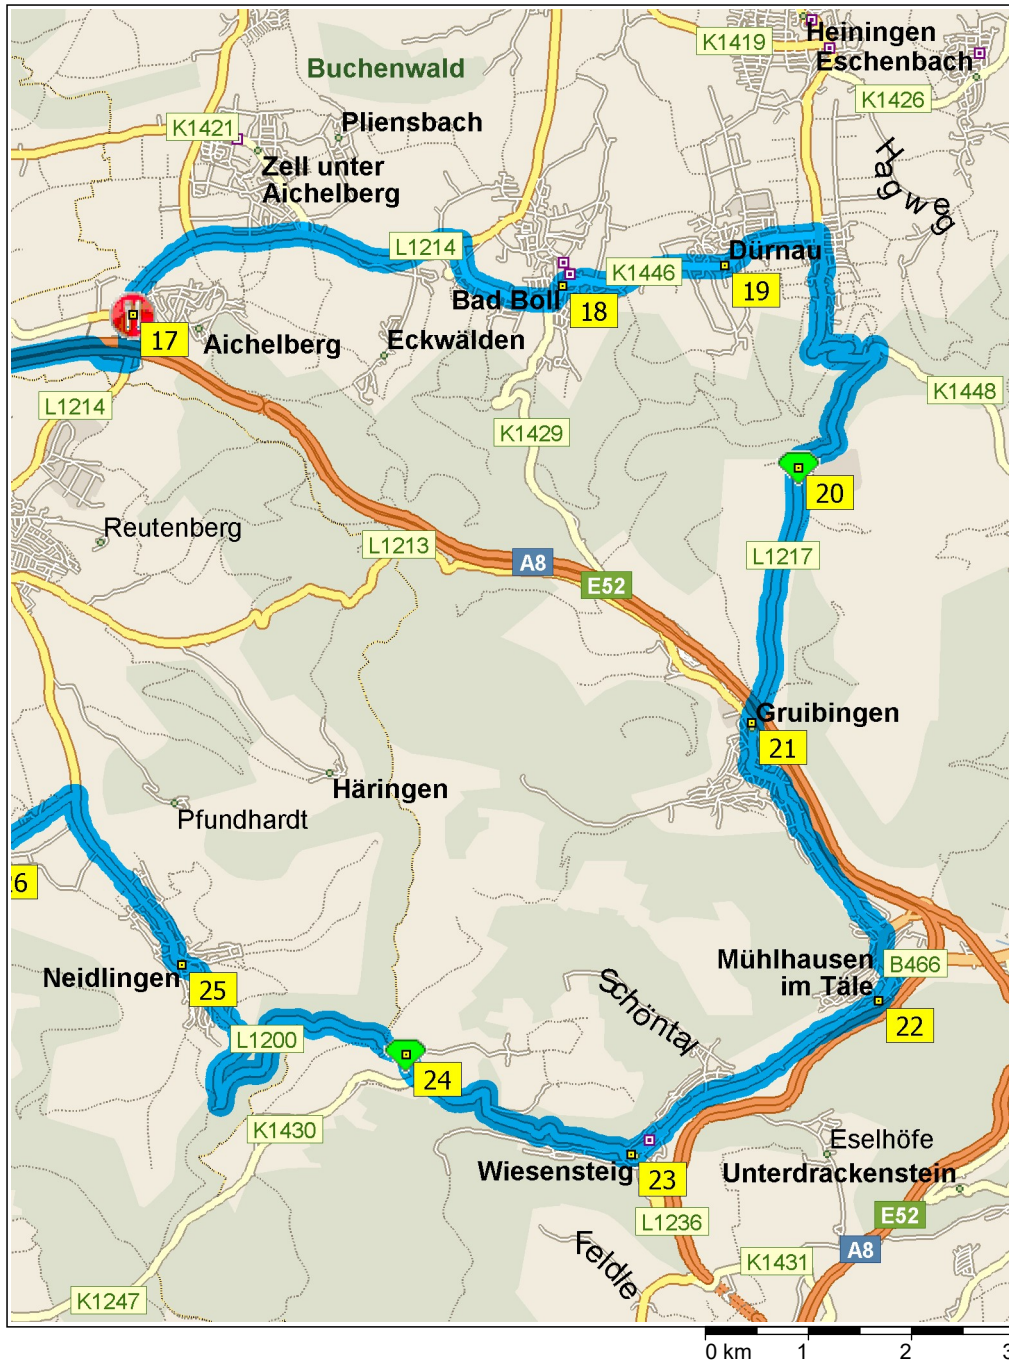 Heiningen
K1419
Eschenbach
Buchenwald
K1426
K1421
Pliensbach
Hagweg
Zell unter
Aichelberg
L1214
Dürnau
K1446
19
Bad Boll
18
17
Aichelberg
Eckwälden
K1448
L1214
K1429
20
Reutenberg
L1213
L1217
A8
E52
Gruibingen
21
Häringen
Pfundhardt
26
Mühlhausen
im Täle
B466
Neidlingen
25
Schöntal
22
L1200
24
K1430
Eselhöfe
Wiesensteig
23
Unterdrackenstein
L1236
E52
A8
Feldle
K1431
K1247
0 km 1 2 3